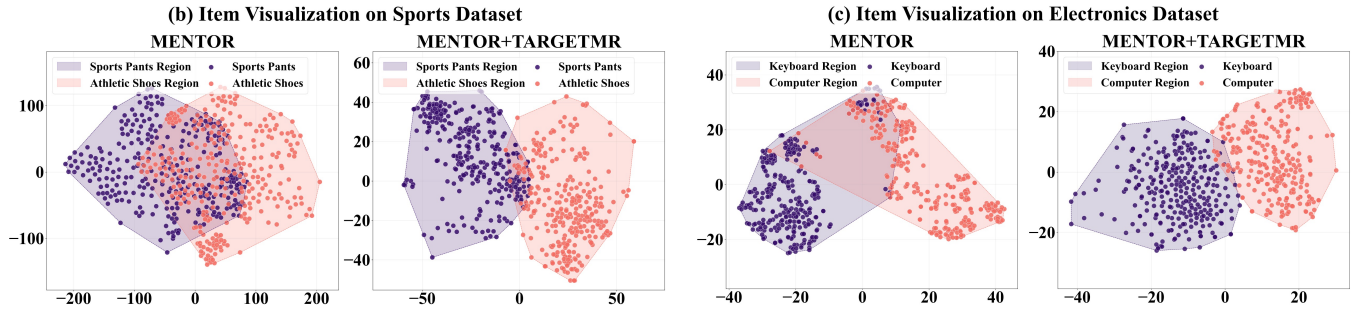 (b) Item Visualization on Sports Dataset
MENTOR
Sports Pants Region Sports Pants
Athletic Shoes Region Athletic Shoes
100
0
−100
−200 −100 0 100 200
MENTOR+TARGETMR
Sports Pants Region Sports Pants
Athletic Shoes Region Athletic Shoes
60
40
20
0
−20
−40
−50 0 50
(c) Item Visualization on Electronics Dataset
MENTOR
Keyboard Region Keyboard
Computer Region Computer
40
20
0
−20
−40 −20 0 20 40
MENTOR+TARGETMR
Keyboard Region Keyboard
Computer Region Computer
40
20
0
−20
−40 −20 0 20